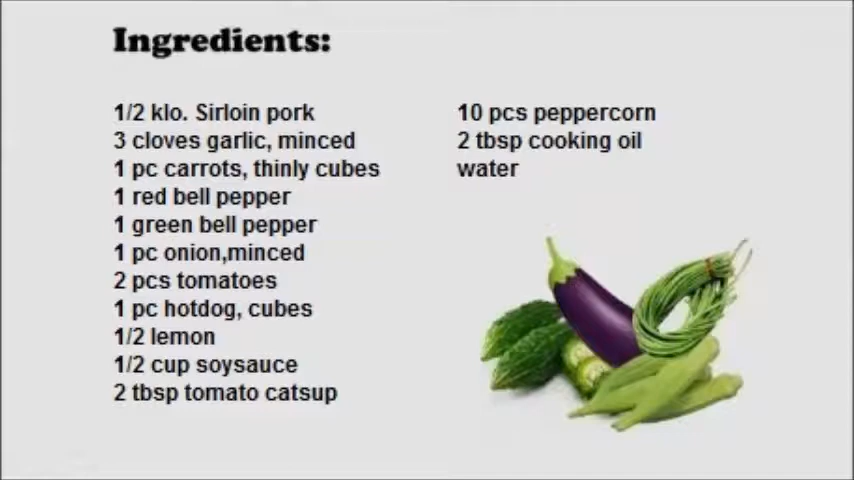 Ingredients:
1/2 klo. Sirloin pork
3 cloves garlic, minced
1 pc carrots, thinly cubes
1 red bell pepper
1 green bell pepper
1 pc onion,minced
2 pcs tomatoes
1 pc hotdog, cubes
1/2 lemon
1/2 cup soysauce
2 tbsp tomato catsup
10 pcs peppercorn
2 tbsp cooking oil
water